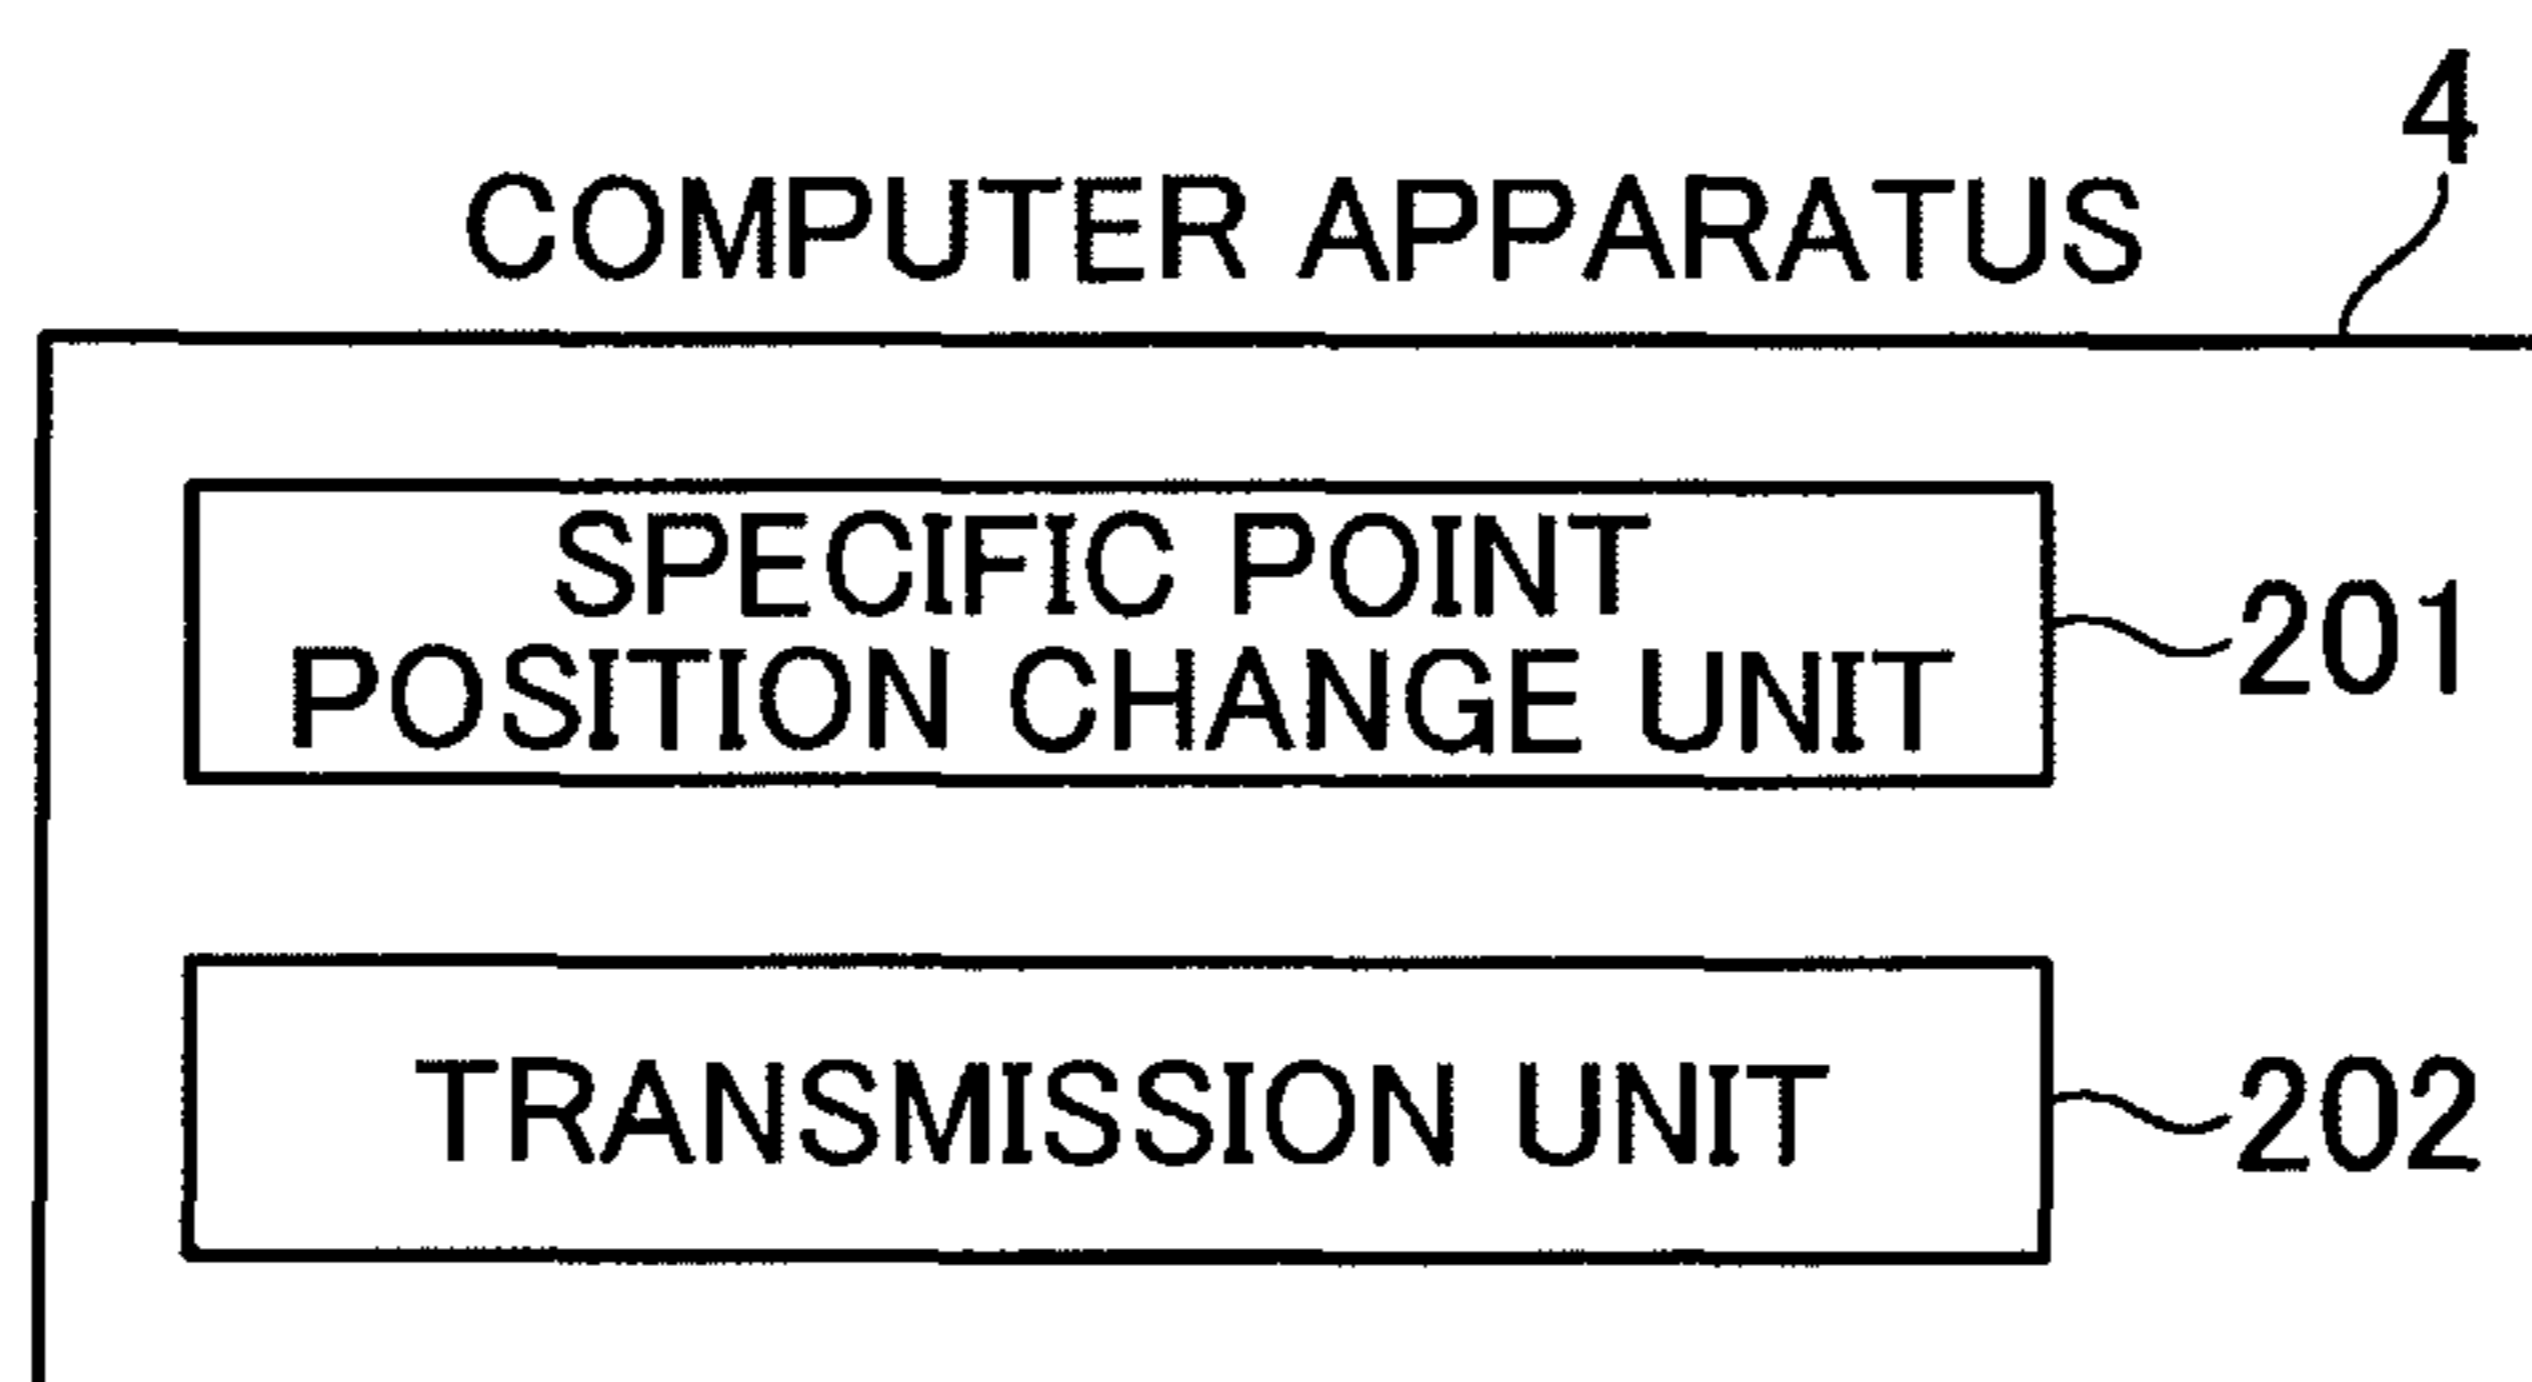 4
COMPUTER APPARATUS
SPECIFIC POINT
POSITION CHANGE UNIT
201
TRANSMISSION UNIT
202